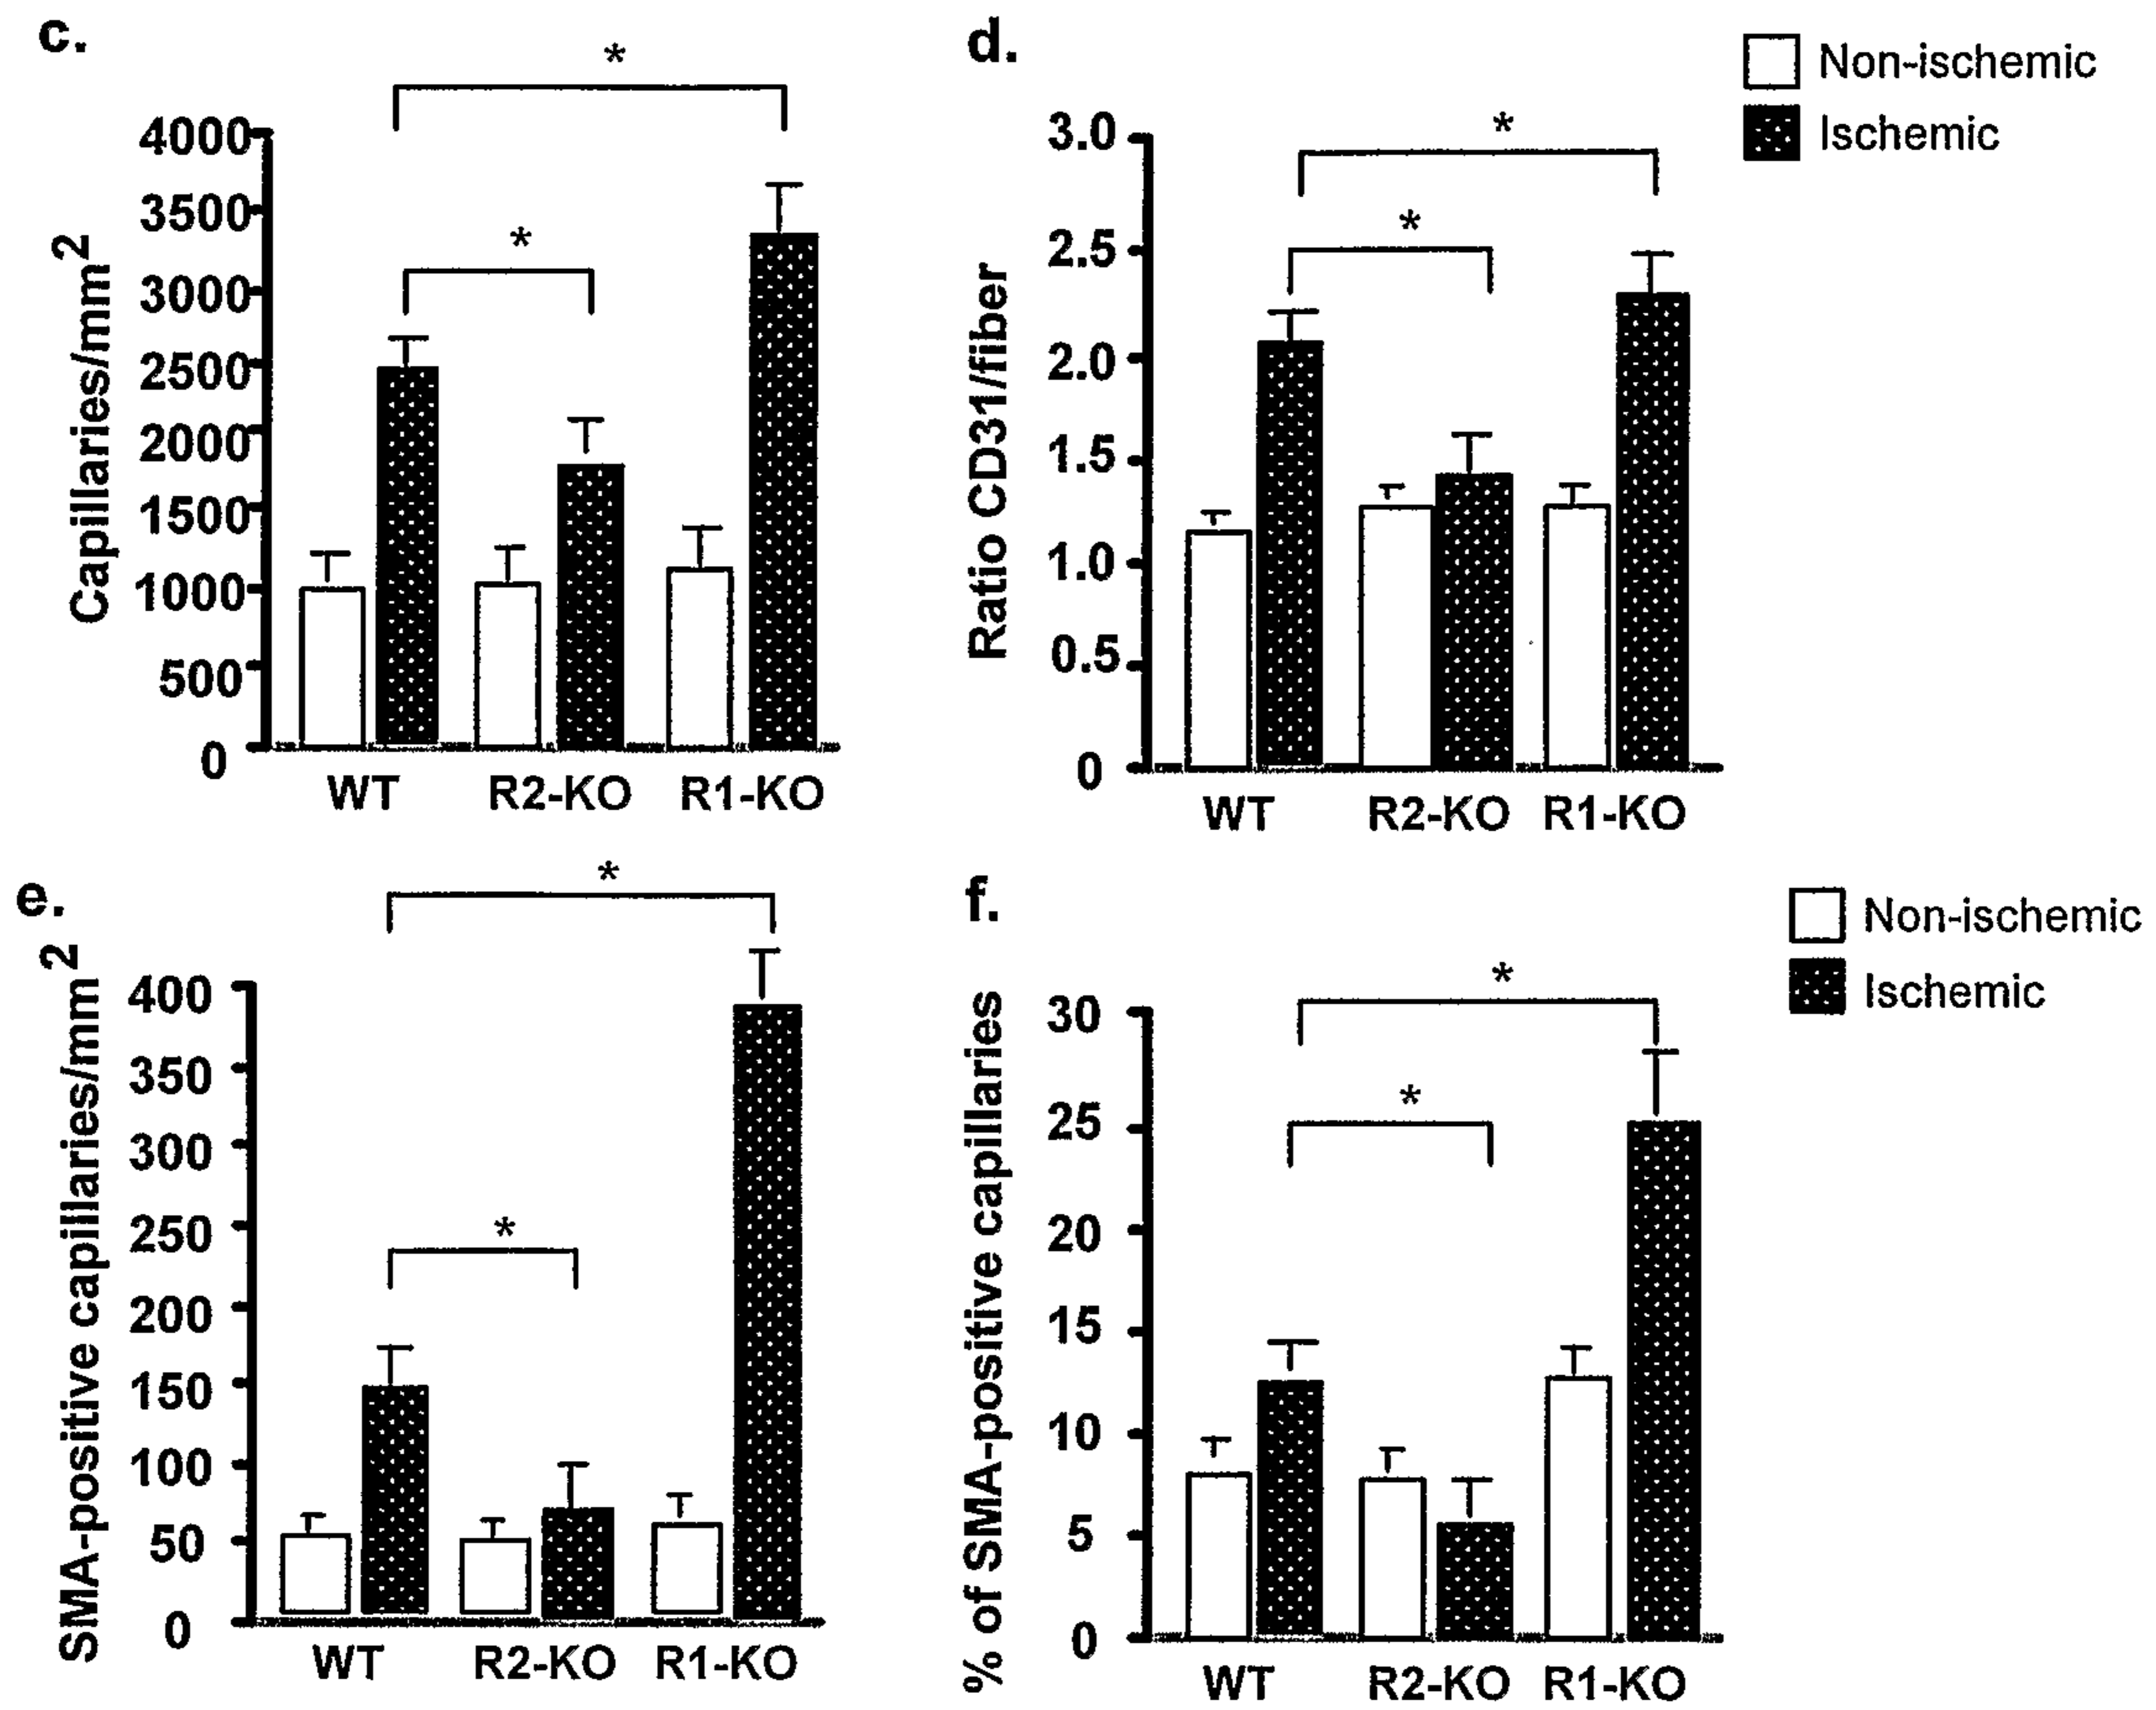 c.
*
*
4000
3500
3000
2500
2000
1500
1000
500
0
Capillaries/mm2
WT R2-KO R1-KO
d.
Non-ischemic
Ischemic
*
*
3.0
2.5
2.0
1.5
1.0
0.5
0
Ratio CD31/fiber
WT R2-KO R1-KO
e.
*
*
400
350
300
250
200
150
100
50
0
SMA-positive capillaries/mm2
WT R2-KO R1-KO
f.
Non-ischemic
Ischemic
*
*
30
25
20
15
10
5
0
% of SMA-positive capillaries
WT R2-KO R1-KO